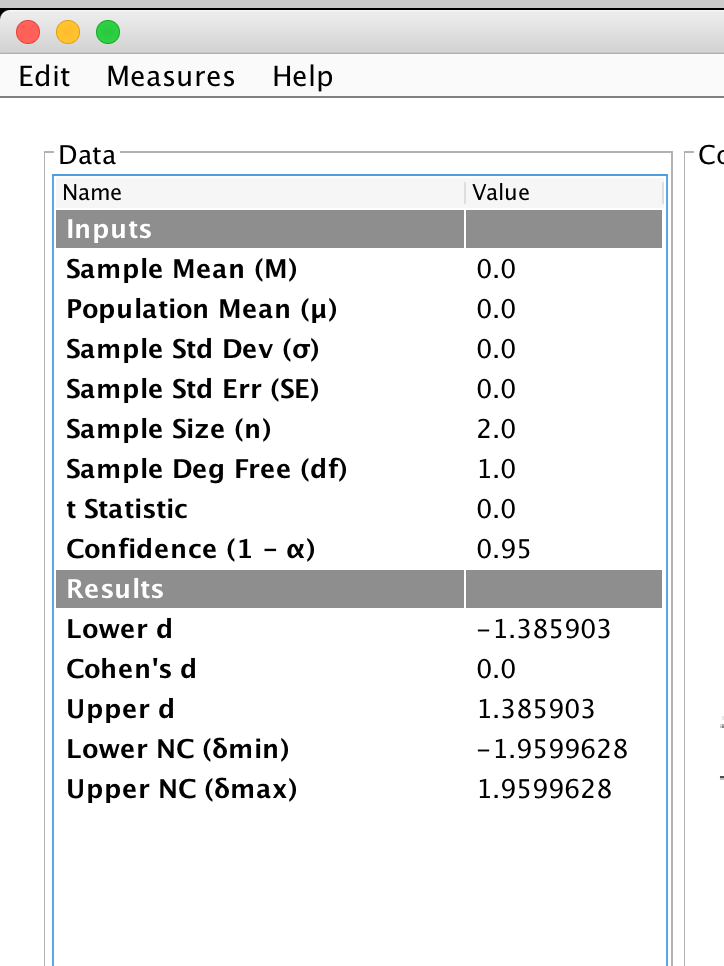 Edit Measures Help
Data
Name Value
Inputs
Sample Mean (M) 0.0
Population Mean (μ) 0.0
Sample Std Dev (σ) 0.0
Sample Std Err (SE) 0.0
Sample Size (n) 2.0
Sample Deg Free (df) 1.0
t Statistic 0.0
Confidence (1 - α) 0.95
Results
Lower d -1.385903
Cohen's d 0.0
Upper d 1.385903
Lower NC (δmin) -1.9599628
Upper NC (δmax) 1.9599628